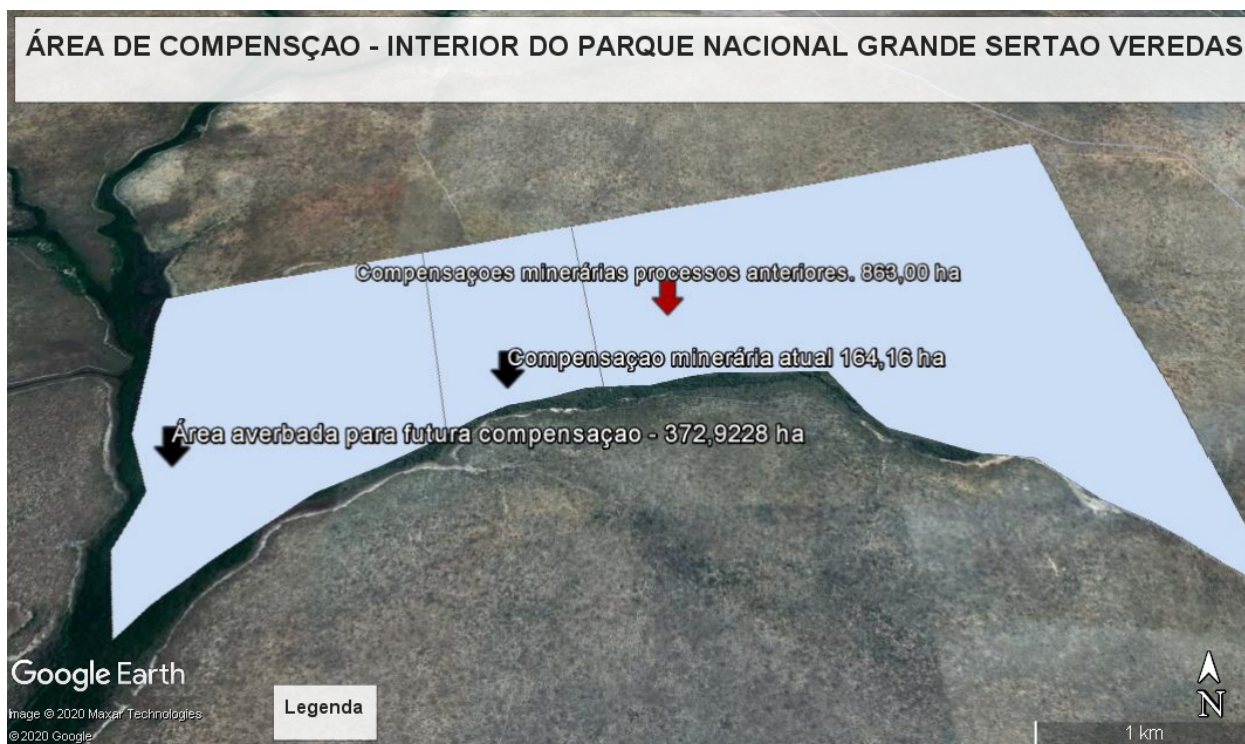 ÁREA DE COMPENSÇAO - INTERIOR DO PARQUE NACIONAL GRANDE SERTAO VEREDAS
Compensaçoes minerárias processos anteriores. 863,00 ha
Compensaçao minerária atual 164,16 ha
Área averbada para futura compensaçao - 372,9228 ha
Google Earth
Image © 2020 Maxar Technologies
© 2020 Google
Legenda
N
1 km